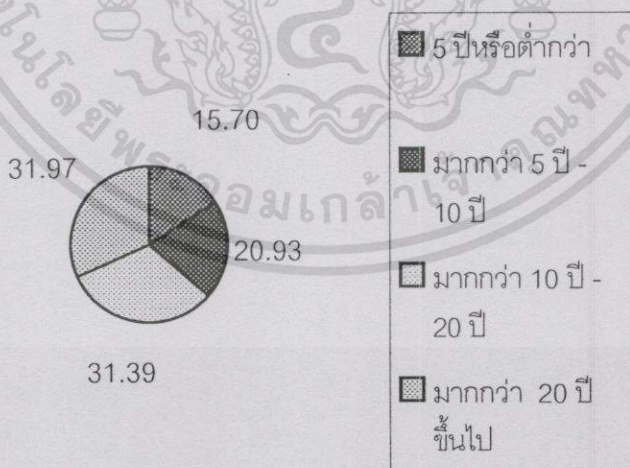 15.70
31.97
20.93
31.39
5 ปีหรือต่ำกว่า
มากกว่า 5 ปี -
10 ปี
มากกว่า 10 ปี -
20 ปี
มากกว่า 20 ปี
ขึ้นไป